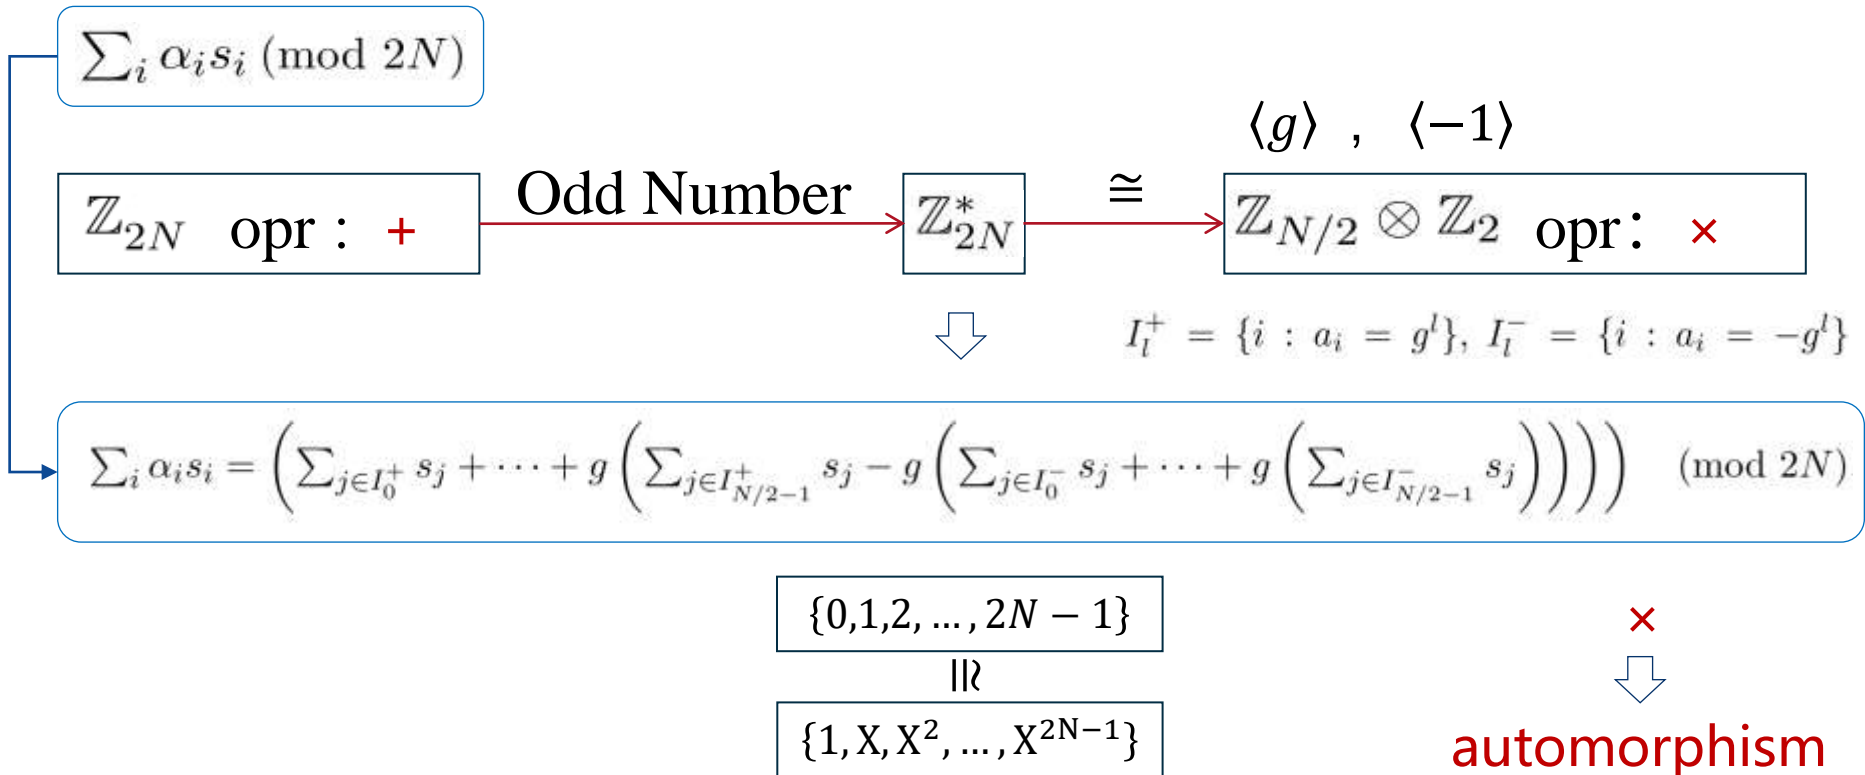 ∑_i α_i s_i (mod 2N)
⟨g⟩ , ⟨−1⟩
ℤ_{2N} opr : + Odd Number ℤ*_{2N} ≅ ℤ_{N/2} ⊗ ℤ_2 opr: ×
I_l^+ = {i : a_i = g^l}, I_l^- = {i : a_i = −g^l}
∑_i α_i s_i = (∑_{j∈I_0^+} s_j + ··· + g (∑_{j∈I_{N/2−1}^+} s_j − g (∑_{j∈I_0^-} s_j + ··· + g (∑_{j∈I_{N/2−1}^-} s_j)))) (mod 2N)
{0,1,2, … , 2N − 1} ×
≅
{1, X, X^2, … , X^{2N−1}} automorphism